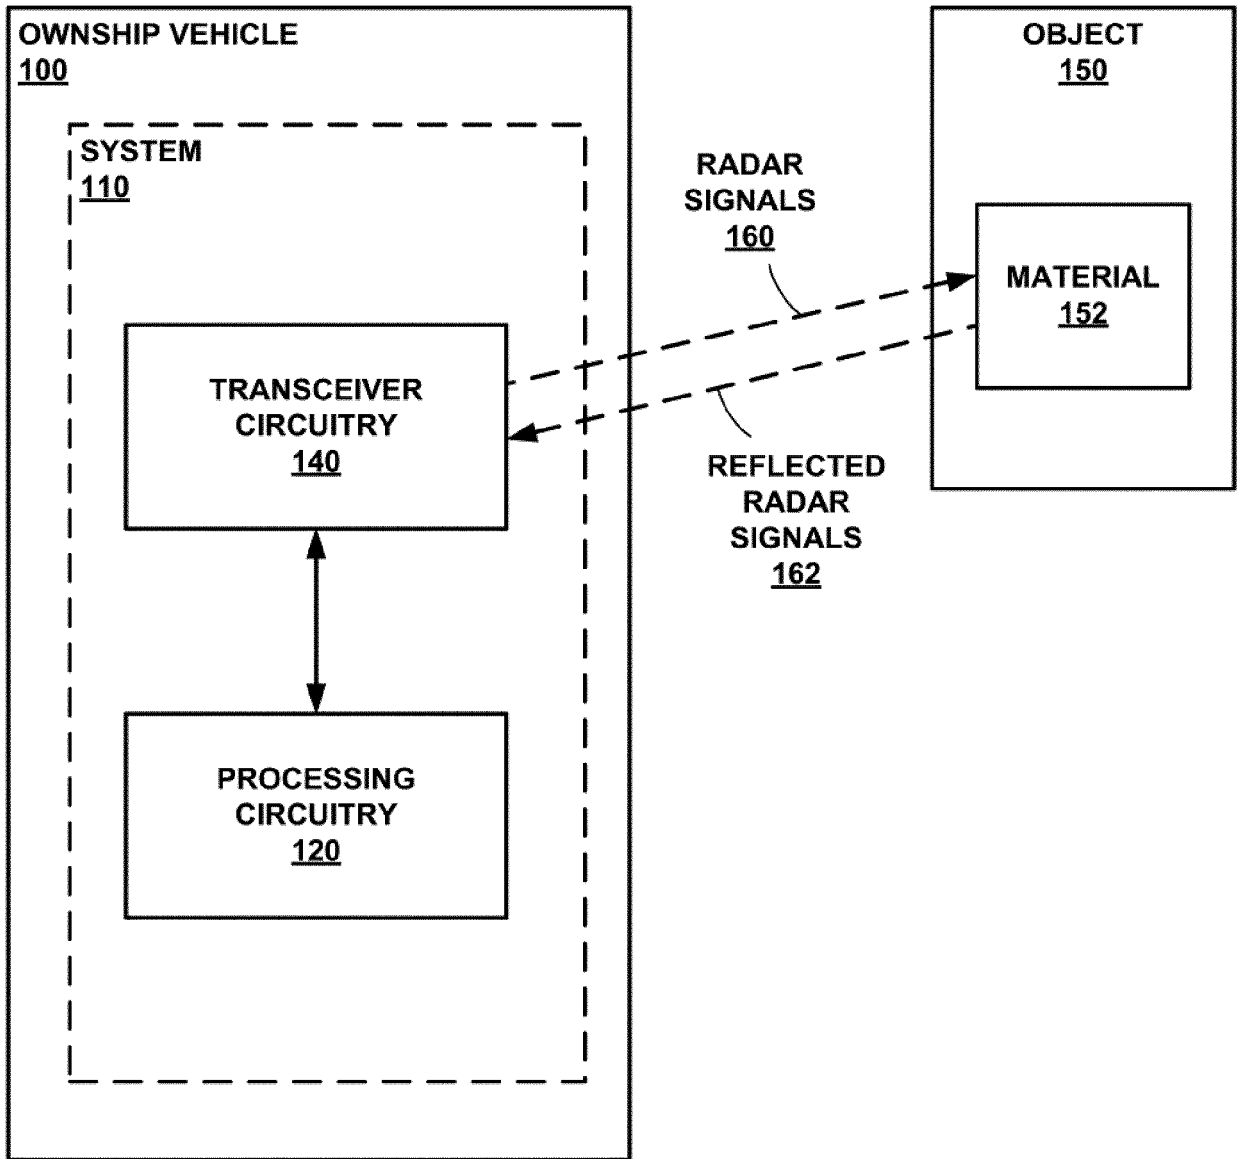 OWNSHIP VEHICLE
100
SYSTEM
110
TRANSCEIVER
CIRCUITRY
140
PROCESSING
CIRCUITRY
120
RADAR
SIGNALS
160
REFLECTED
RADAR
SIGNALS
162
OBJECT
150
MATERIAL
152